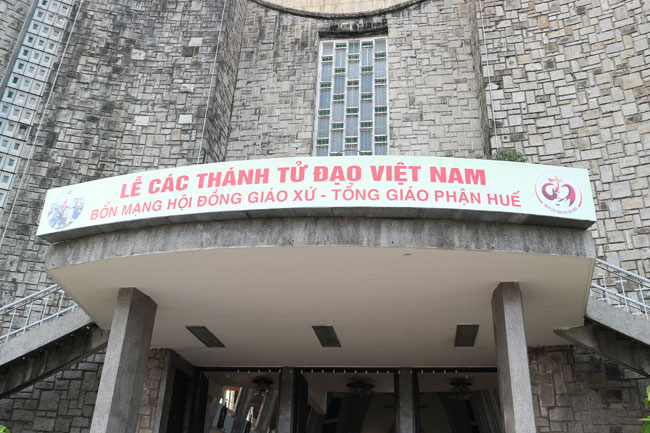 LỄ CÁC THÁNH TỬ ĐẠO VIỆT NAM
BỔN MẠNG HỘI ĐỒNG GIÁO XỨ - TỔNG GIÁO PHẬN HUẾ